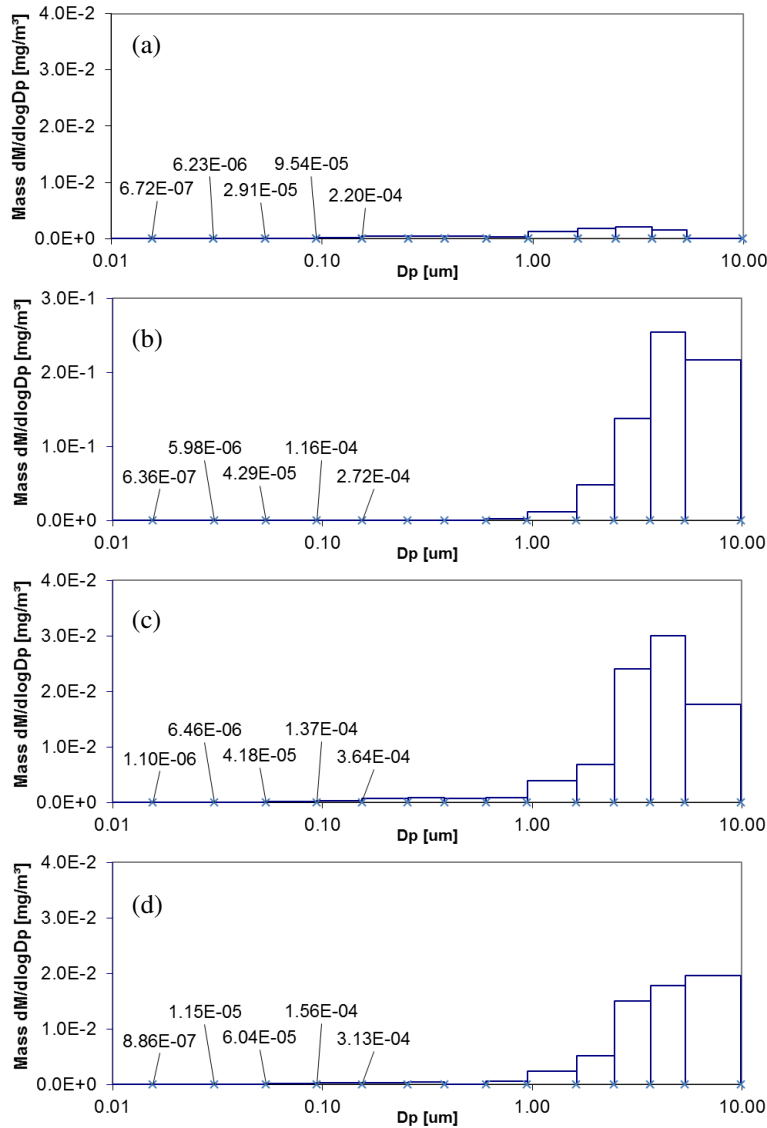 4.0E-2
(a)
3.0E-2
2.0E-2
6.23E-06 9.54E-05
1.0E-2
6.72E-07 2.91E-05 2.20E-04
0.0E+0
0.01 0.10 1.00 10.00
Dp [um]
Mass dM/dlogDp [mg/m³]
3.0E-1
(b)
2.0E-1
5.98E-06 1.16E-04
1.0E-1
6.36E-07 4.29E-05 2.72E-04
0.0E+0
0.01 0.10 1.00 10.00
Dp [um]
Mass dM/dlogDp [mg/m³]
4.0E-2
(c)
3.0E-2
2.0E-2
6.46E-06 1.37E-04
1.0E-2
1.10E-06 4.18E-05 3.64E-04
0.0E+0
0.01 0.10 1.00 10.00
Dp [um]
Mass dM/dlogDp [mg/m³]
4.0E-2
(d)
3.0E-2
2.0E-2
1.15E-05 1.56E-04
1.0E-2
8.86E-07 6.04E-05 3.13E-04
0.0E+0
0.01 0.10 1.00 10.00
Dp [um]
Mass dM/dlogDp [mg/m³]